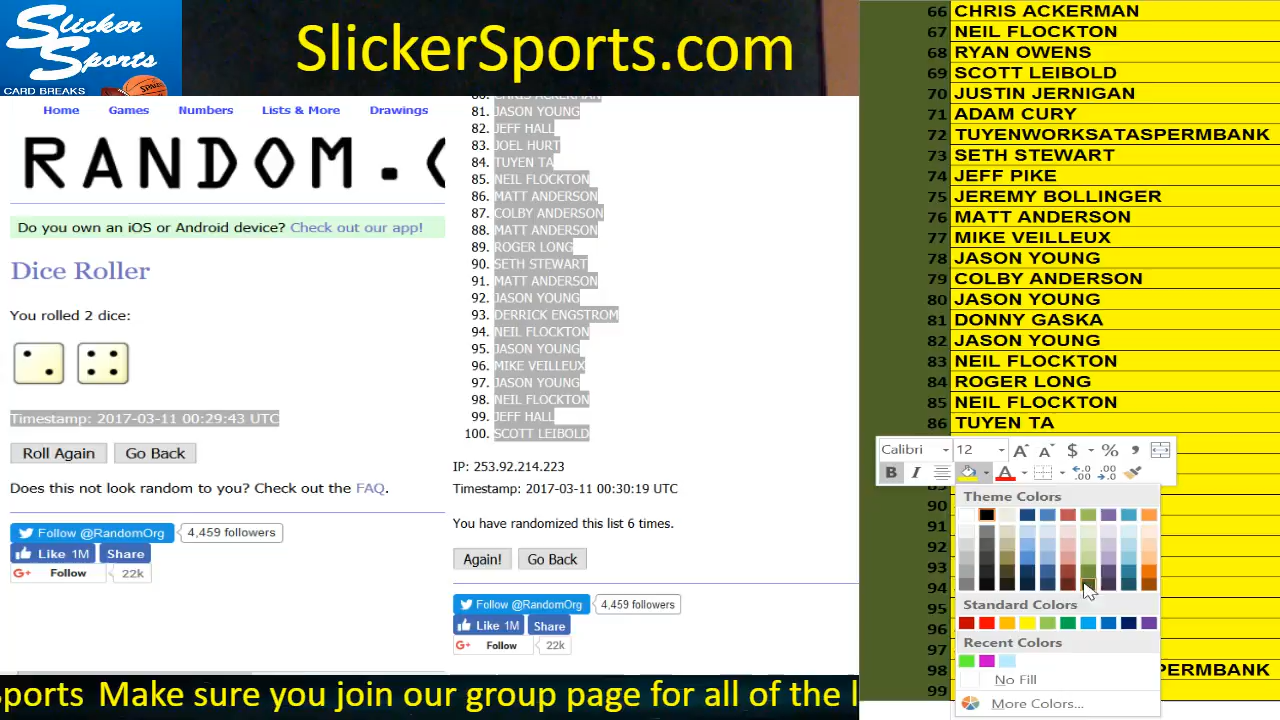 Slicker
Sports
CARD BREAKS
SlickerSports.com
Home Games Numbers Lists & More Drawings
RANDOM.
Do you own an iOS or Android device? Check out our app!
Dice Roller
You rolled 2 dice:
Timestamp: 2017-03-11 00:29:43 UTC
Roll Again Go Back
Does this not look random to you? Check out the FAQ.
Follow @RandomOrg 4,459 followers
Like 1M Share
G+ Follow 22k
80. CHRIS ACKERMAN
81. JASON YOUNG
82. JEFF HALL
83. JOEL HURT
84. TUYEN TA
85. NEIL FLOCKTON
86. MATT ANDERSON
87. COLBY ANDERSON
88. MATT ANDERSON
89. ROGER LONG
90. SETH STEWART
91. MATT ANDERSON
92. JASON YOUNG
93. DERRICK ENGSTROM
94. NEIL FLOCKTON
95. JASON YOUNG
96. MIKE VEILLEUX
97. JASON YOUNG
98. NEIL FLOCKTON
99. JEFF HALL
100. SCOTT LEIBOLD
IP: 253.92.214.223
Timestamp: 2017-03-11 00:30:19 UTC
You have randomized this list 6 times.
Again! Go Back
Follow @RandomOrg 4,459 followers
Like 1M Share
G+ Follow 22k
66 CHRIS ACKERMAN
67 NEIL FLOCKTON
68 RYAN OWENS
69 SCOTT LEIBOLD
70 JUSTIN JERNIGAN
71 ADAM CURY
72 TUYENWORKSATASPERMBANK
73 SETH STEWART
74 JEFF PIKE
75 JEREMY BOLLINGER
76 MATT ANDERSON
77 MIKE VEILLEUX
78 JASON YOUNG
79 COLBY ANDERSON
80 JASON YOUNG
81 DONNY GASKA
82 JASON YOUNG
83 NEIL FLOCKTON
84 ROGER LONG
85 NEIL FLOCKTON
86 TUYEN TA
Calibri 12 A A $ % ,
B I A .00 .00
90
91
92
93
94
95
96
97
98 SPERMBANK
99
Theme Colors
Standard Colors
Recent Colors
No Fill
More Colors...
Sports Make sure you join our group page for all of the l